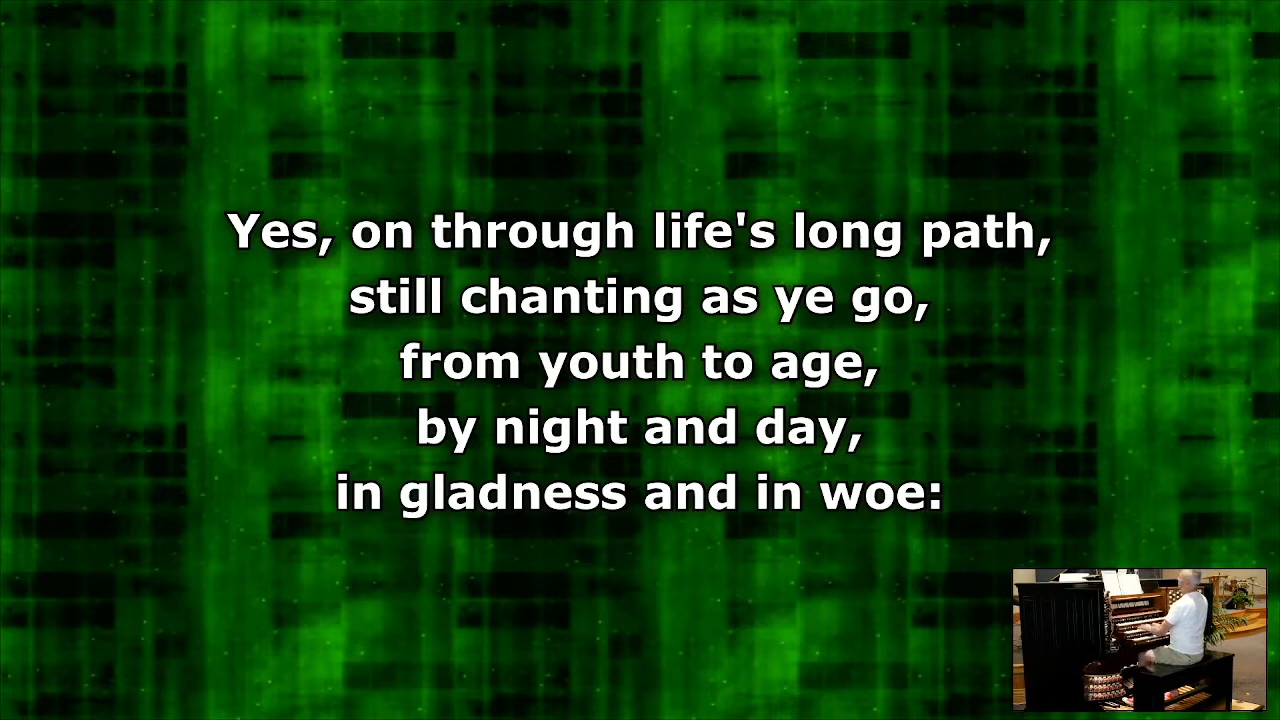 Yes, on through life's long path,
still chanting as ye go,
from youth to age,
by night and day,
in gladness and in woe: